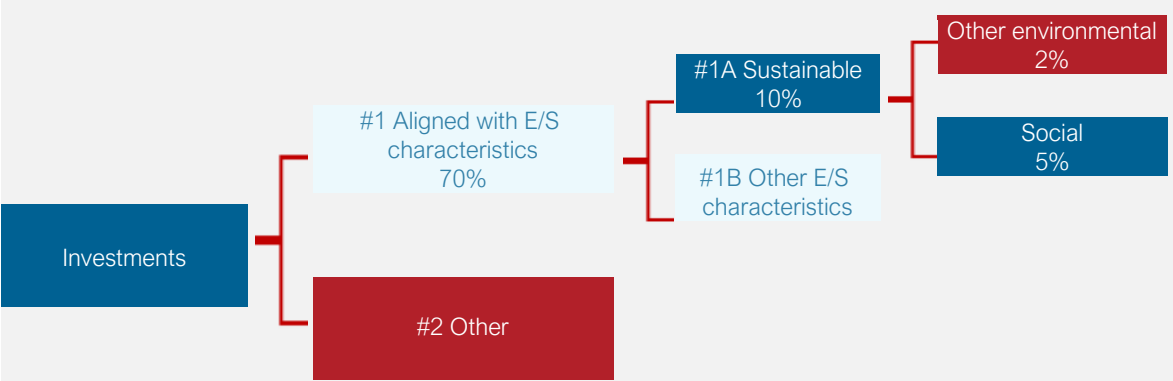 Investments
#1 Aligned with E/S
characteristics
70%
#2 Other
#1A Sustainable
10%
#1B Other E/S
characteristics
Other environmental
2%
Social
5%